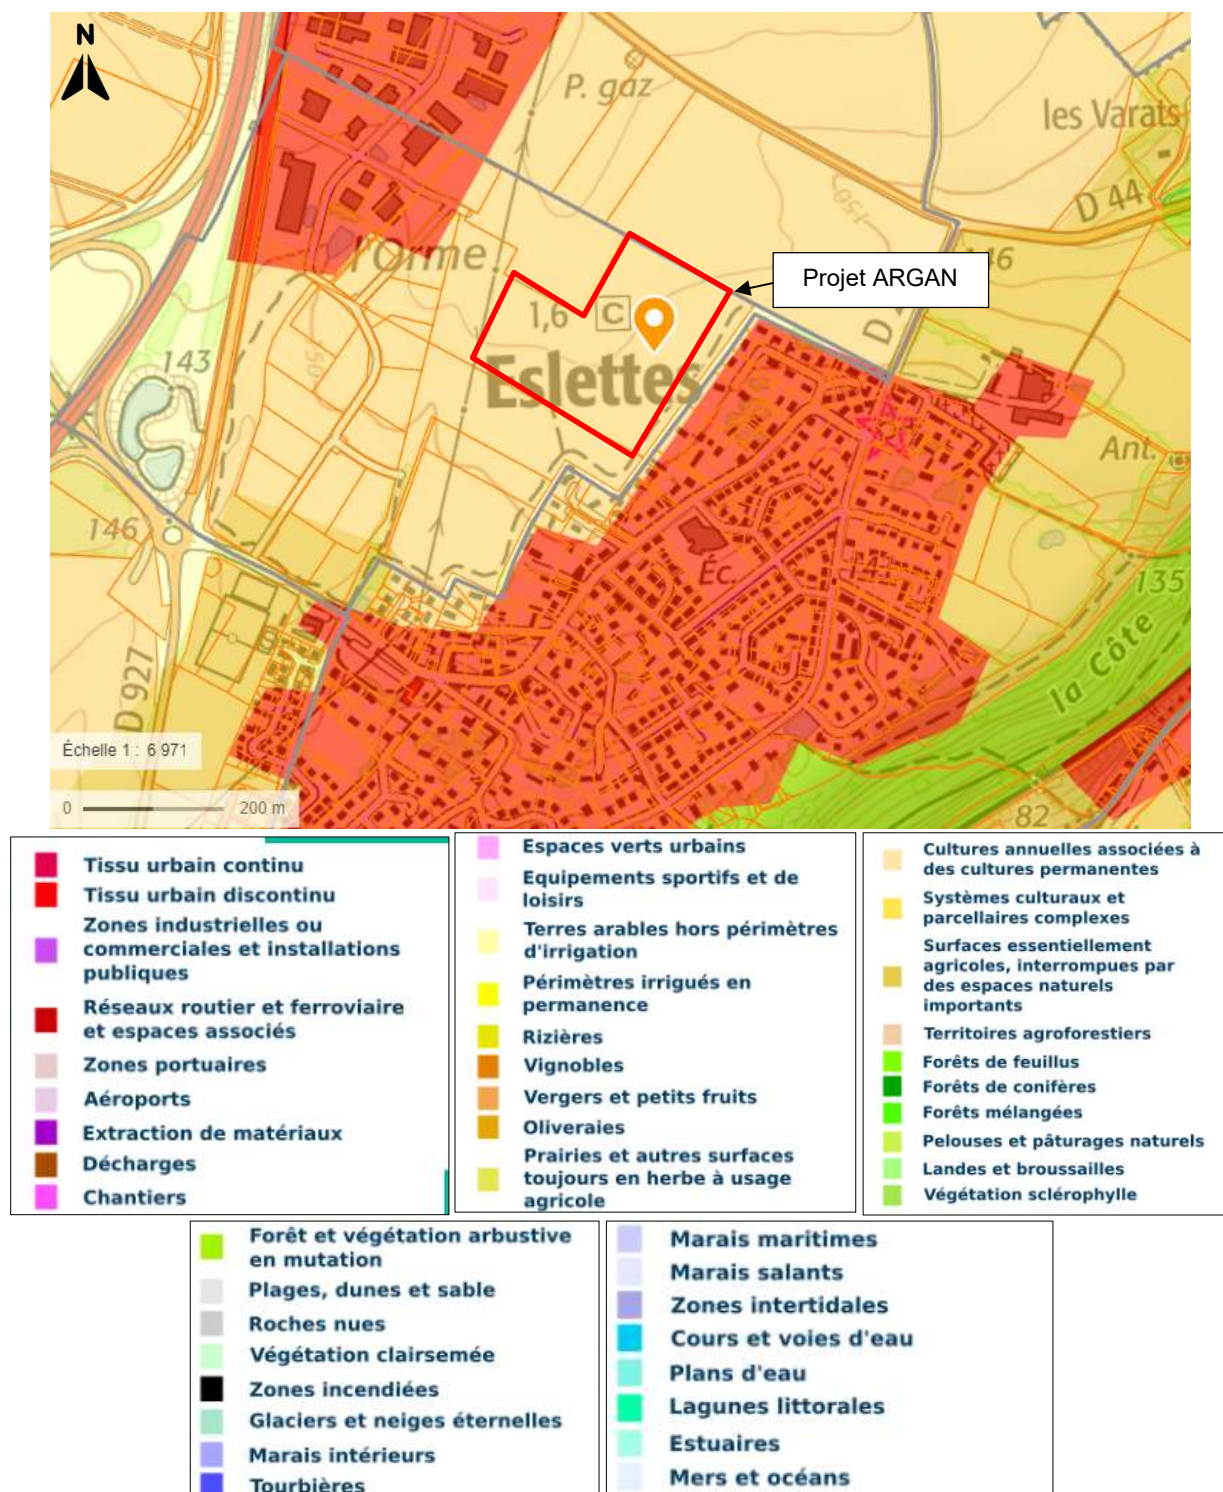 N
P. gaz
les Varats
D 44
150
l'Orme
146
Projet ARGAN
1,6 C
D
Eslettes
143
150
Ant.
146
Éc.
135
la Côte
D 927
Échelle 1 : 6 971
0 200 m
82
Tissu urbain continu
Tissu urbain discontinu
Zones industrielles ou
commerciales et installations
publiques
Réseaux routier et ferroviaire
et espaces associés
Zones portuaires
Aéroports
Extraction de matériaux
Décharges
Chantiers
Espaces verts urbains
Equipements sportifs et de
loisirs
Terres arables hors périmètres
d'irrigation
Périmètres irrigués en
permanence
Rizières
Vignobles
Vergers et petits fruits
Oliveraies
Prairies et autres surfaces
toujours en herbe à usage
agricole
Cultures annuelles associées à
des cultures permanentes
Systèmes culturaux et
parcellaires complexes
Surfaces essentiellement
agricoles, interrompues par
des espaces naturels
importants
Territoires agroforestiers
Forêts de feuillus
Forêts de conifères
Forêts mélangées
Pelouses et pâturages naturels
Landes et broussailles
Végétation sclérophylle
Forêt et végétation arbustive
en mutation
Plages, dunes et sable
Roches nues
Végétation clairsemée
Zones incendiées
Glaciers et neiges éternelles
Marais intérieurs
Tourbières
Marais maritimes
Marais salants
Zones intertidales
Cours et voies d'eau
Plans d'eau
Lagunes littorales
Estuaires
Mers et océans